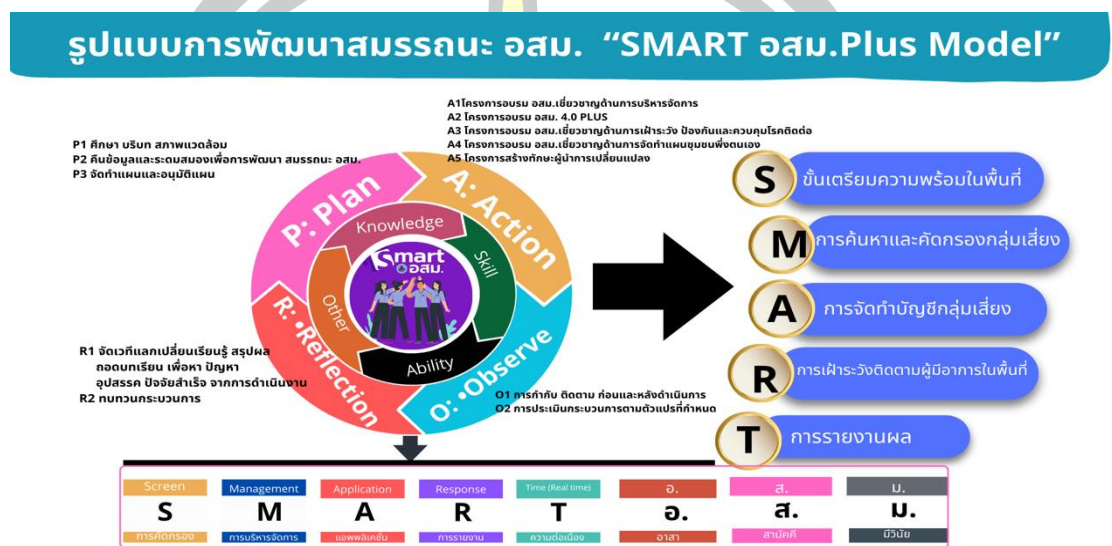 รูปแบบการพัฒนาสมรรถนะ อสม. “SMART อสม.Plus Model”
A1โครงการอบรม อสม.เชี่ยวชาญด้านการบริหารจัดการ
A2 โครงการอบรม อสม. 4.0 PLUS
A3 โครงการอบรม อสม.เชี่ยวชาญด้านการเฝ้าระวัง ป้องกันและควบคุมโรคติดต่อ
A4 โครงการอบรม อสม.เชี่ยวชาญด้านการจัดทำแผนชุมชนพึ่งตนเอง
A5 โครงการสร้างทักษะผู้นำการเปลี่ยนแปลง
P1 ศึกษา บริบท สภาพแวดล้อม
P2 คืนข้อมูลและระดมสมองเพื่อการพัฒนา สมรรถนะ อสม.
P3 จัดทำแผนและอนุมัติแผน
P: Plan
A: Action
Knowledge
Skill
Smart
อสม.
Other
Ability
R: •Reflection
O: •Observe
R1 จัดเวทีแลกเปลี่ยนเรียนรู้ สรุปผล
ถอดบทเรียน เพื่อหา ปัญหา
อุปสรรค ปัจจัยสำเร็จ จากการดำเนินงาน
R2 ทบทวนกระบวนการ
O1 การกำกับ ติดตาม ก่อนและหลังดำเนินการ
O2 การประเมินกระบวนการตามตัวแปรที่กำหนด
S ขั้นเตรียมความพร้อมในพื้นที่
M การค้นหาและคัดกรองกลุ่มเสี่ยง
A การจัดทำบัญชีกลุ่มเสี่ยง
R การเฝ้าระวังติดตามผู้มีอาการในพื้นที่
T การรายงานผล
Screen Management Application Response Time (Real time) อ. ส. ม.
S M A R T อ. ส. ม.
การคัดกรอง การบริหารจัดการ แอพพลิเคชั่น การรายงาน ความต่อเนื่อง อาสา สามัคคี มีวินัย